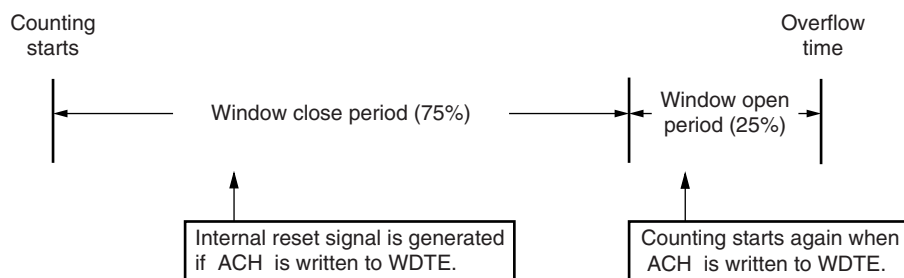 Counting
starts
Overflow
time
Window close period (75%)
Window open
period (25%)
Internal reset signal is generated
if ACH is written to WDTE.
Counting starts again when
ACH is written to WDTE.